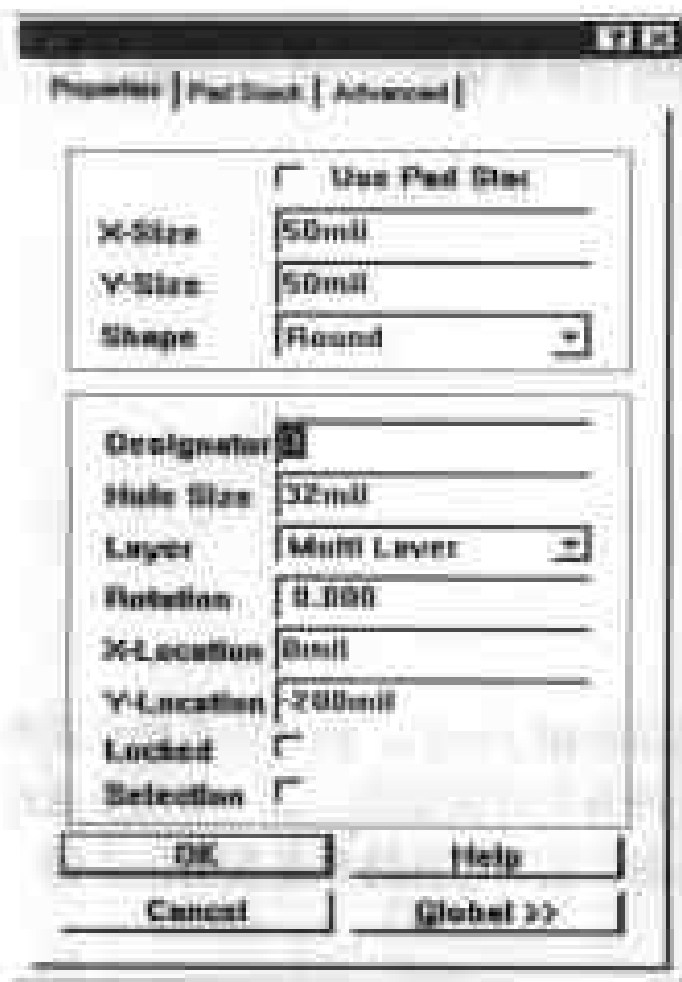 Properties Pad Stack Advanced
Use Pad Stac
X-Size 50mil
Y-Size 50mil
Shape Round
Designator
Hole Size 32mil
Layer Multi Layer
Rotation 0.000
X-Location 0mil
Y-Location -200mil
Locked
Selection
OK Help
Cancel Global >>